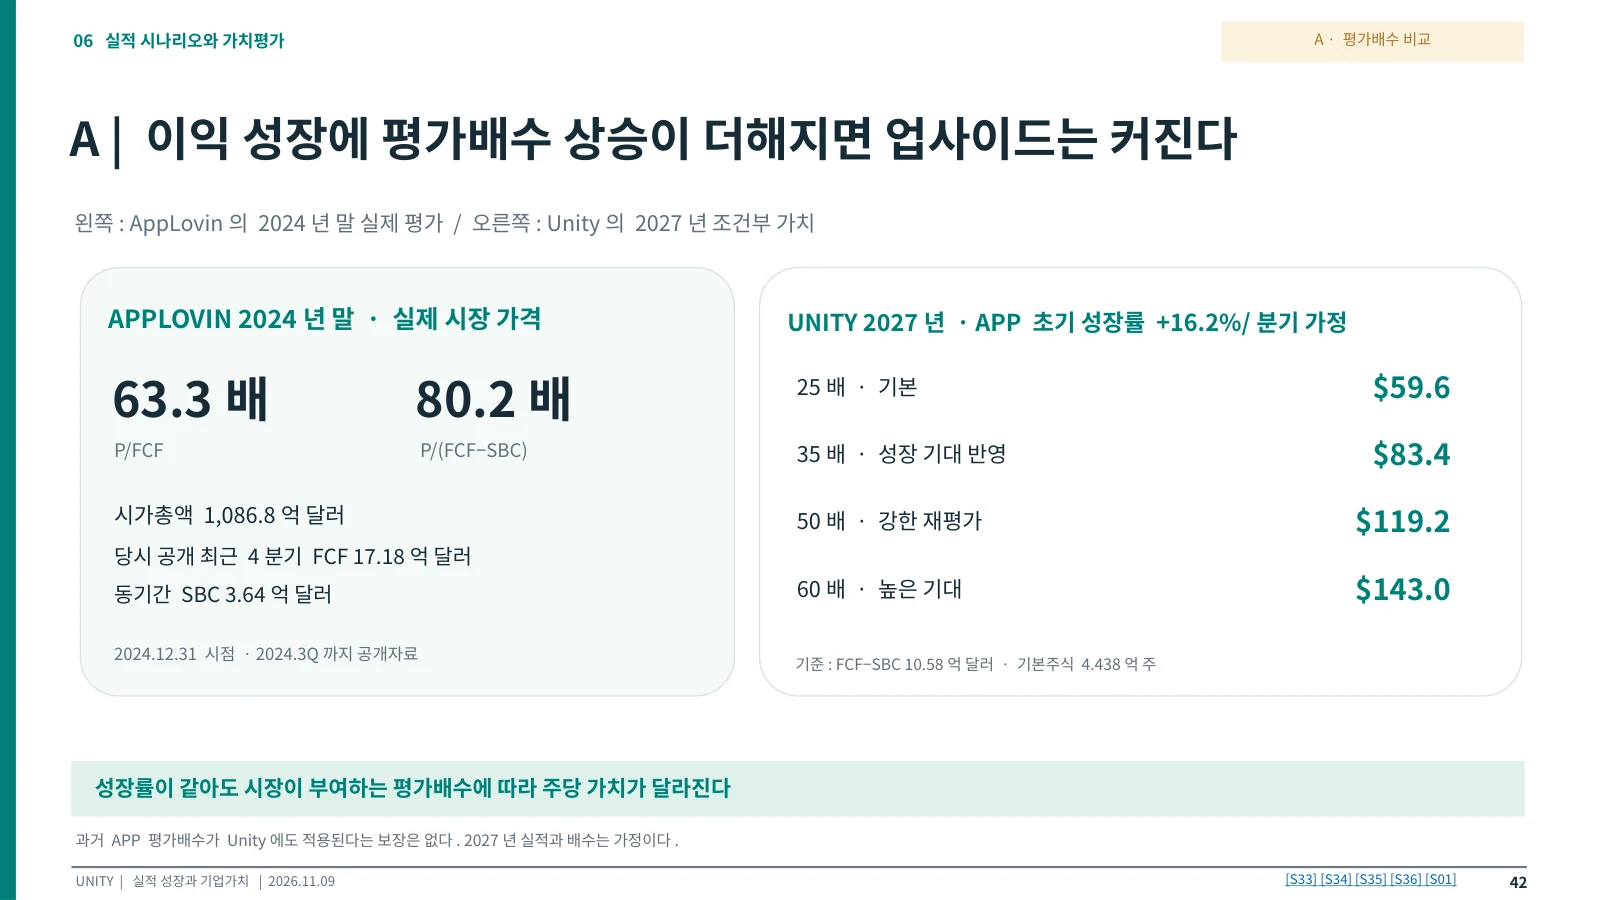 06 실적 시나리오와 가치평가
A · 평가배수 비교
A | 이익 성장에 평가배수 상승이 더해지면 업사이드는 커진다
왼쪽 : AppLovin 의 2024 년 말 실제 평가 / 오른쪽 : Unity 의 2027 년 조건부 가치
APPLOVIN 2024 년 말 · 실제 시장 가격
63.3 배 80.2 배
P/FCF P/(FCF−SBC)
시가총액 1,086.8 억 달러
당시 공개 최근 4 분기 FCF 17.18 억 달러
동기간 SBC 3.64 억 달러
2024.12.31 시점 · 2024.3Q 까지 공개자료
UNITY 2027 년 · APP 초기 성장률 +16.2%/ 분기 가정
25 배 · 기본 $59.6
35 배 · 성장 기대 반영 $83.4
50 배 · 강한 재평가 $119.2
60 배 · 높은 기대 $143.0
기준 : FCF−SBC 10.58 억 달러 · 기본주식 4.438 억 주
성장률이 같아도 시장이 부여하는 평가배수에 따라 주당 가치가 달라진다
과거 APP 평가배수가 Unity 에도 적용된다는 보장은 없다 . 2027 년 실적과 배수는 가정이다 .
UNITY | 실적 성장과 기업가치 | 2026.11.09
[S33] [S34] [S35] [S36] [S01] 42